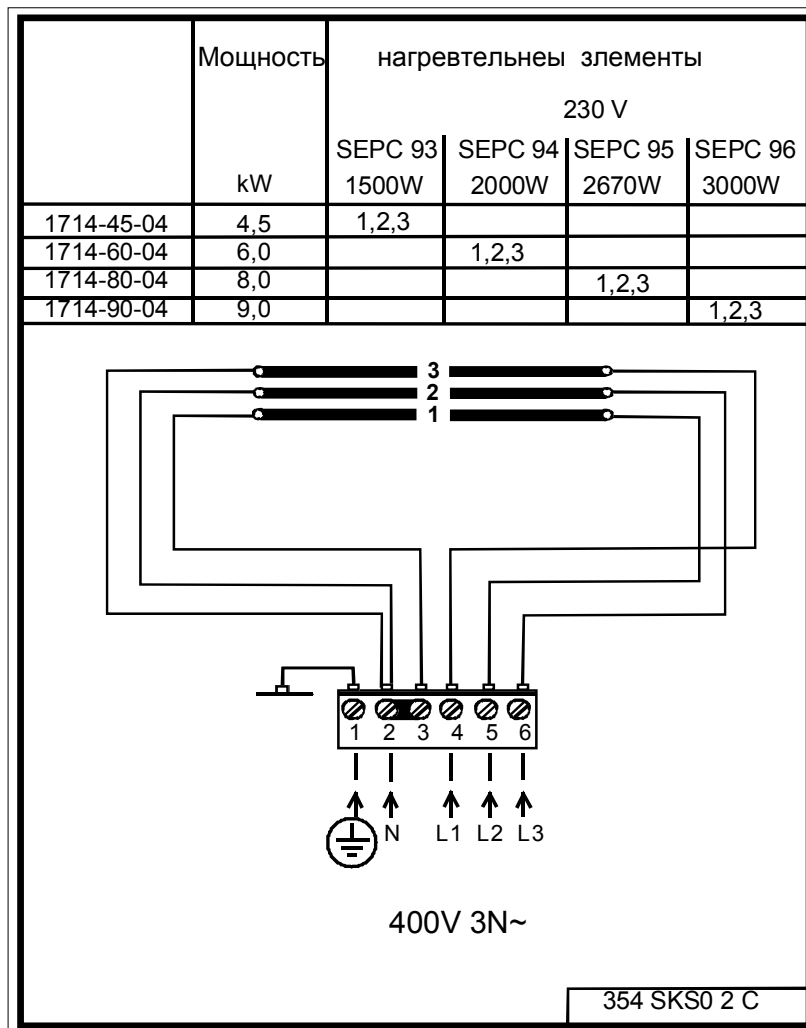 Мощность нагревтельнеы злементы
230 V
SEPC 93 SEPC 94 SEPC 95 SEPC 96
kW 1500W 2000W 2670W 3000W
1714-45-04 4,5 1,2,3
1714-60-04 6,0 1,2,3
1714-80-04 8,0 1,2,3
1714-90-04 9,0 1,2,3
3
2
1
1 2 3 4 5 6
N L1 L2 L3
400V 3N~
354 SKS0 2 C